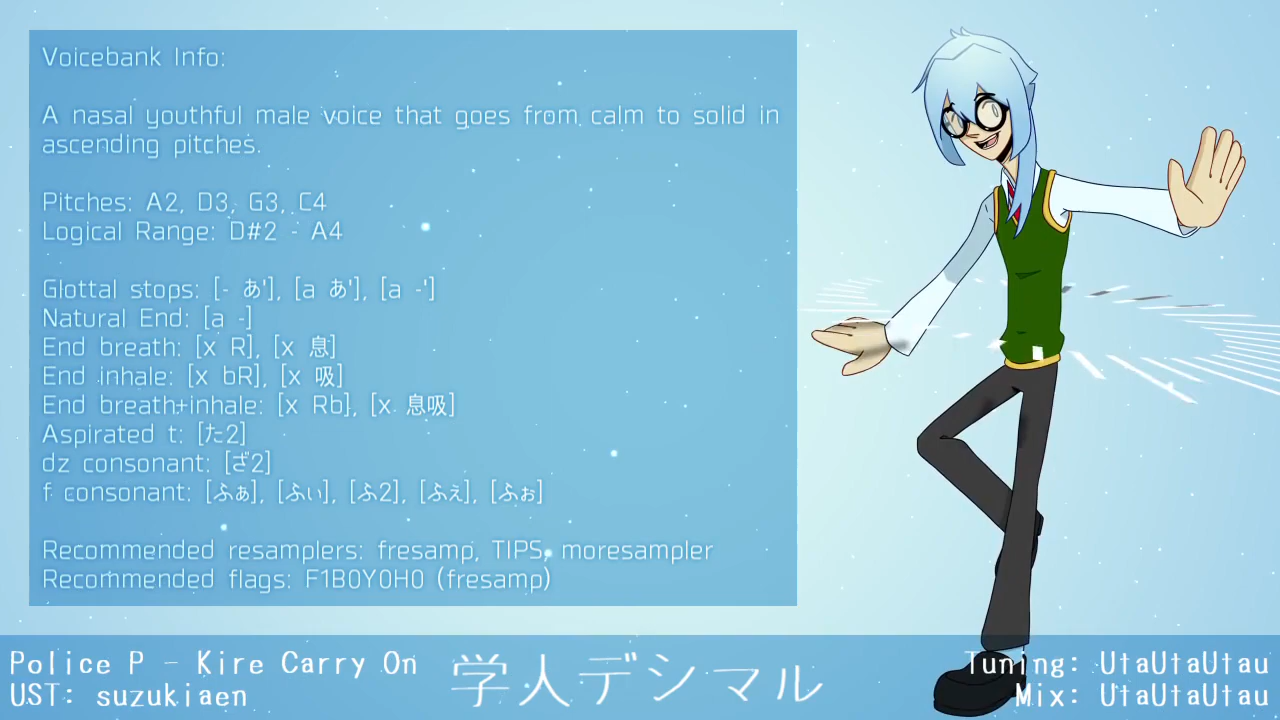 Voicebank Info:
A nasal youthful male voice that goes from calm to solid in
ascending pitches.
Pitches: A2, D3, G3, C4
Logical Range: D#2 - A4
Glottal stops: [- あ'], [a あ'], [a -']
Natural End: [a -]
End breath: [x R], [x 息]
End inhale: [x bR], [x 吸]
End breath+inhale: [x Rb], [x 息吸]
Aspirated t: [た2]
dz consonant: [ざ2]
f consonant: [ふぁ], [ふぃ], [ふ2], [ふぇ], [ふぉ]
Recommended resamplers: fresamp, TIPS, moresampler
Recommended flags: F1B0Y0H0 (fresamp)
Police P - Kire Carry On
UST: suzukiaen
学人デシマル
Tuning: UtaUtaUtau
Mix: UtaUtaUtau